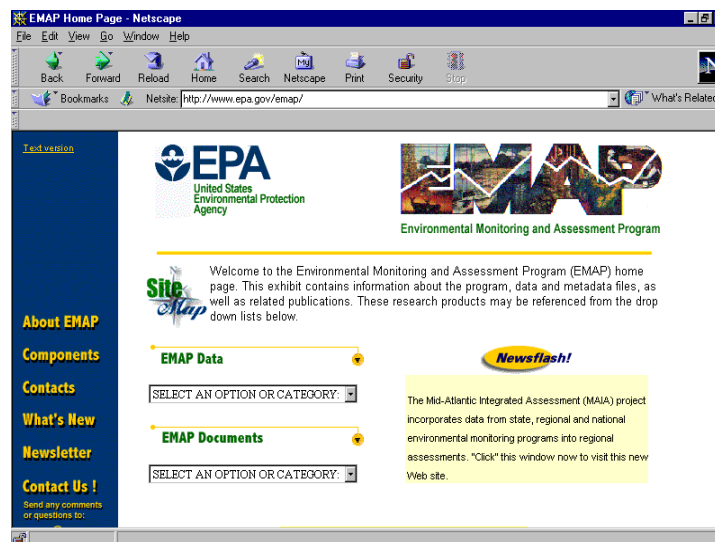 EMAP Home Page - Netscape
File Edit View Go Window Help
Back Forward Reload Home Search Netscape Print Security Stop
Bookmarks Netsite: http://www.epa.gov/emap/ What's Related
Text version
EPA
United States
Environmental Protection
Agency
EMAP
Environmental Monitoring and Assessment Program
Site
Map
Welcome to the Environmental Monitoring and Assessment Program (EMAP) home
page. This exhibit contains information about the program, data and metadata files, as
well as related publications. These research products may be referenced from the drop
down lists below.
About EMAP
Components
Contacts
What's New
Newsletter
Contact Us !
Send any comments
or questions to:
EMAP Data
SELECT AN OPTION OR CATEGORY:
EMAP Documents
SELECT AN OPTION OR CATEGORY:
Newsflash!
The Mid-Atlantic Integrated Assessment (MAIA) project
incorporates data from state, regional and national
environmental monitoring programs into regional
assessments. "Click" this window now to visit this new
Web site.